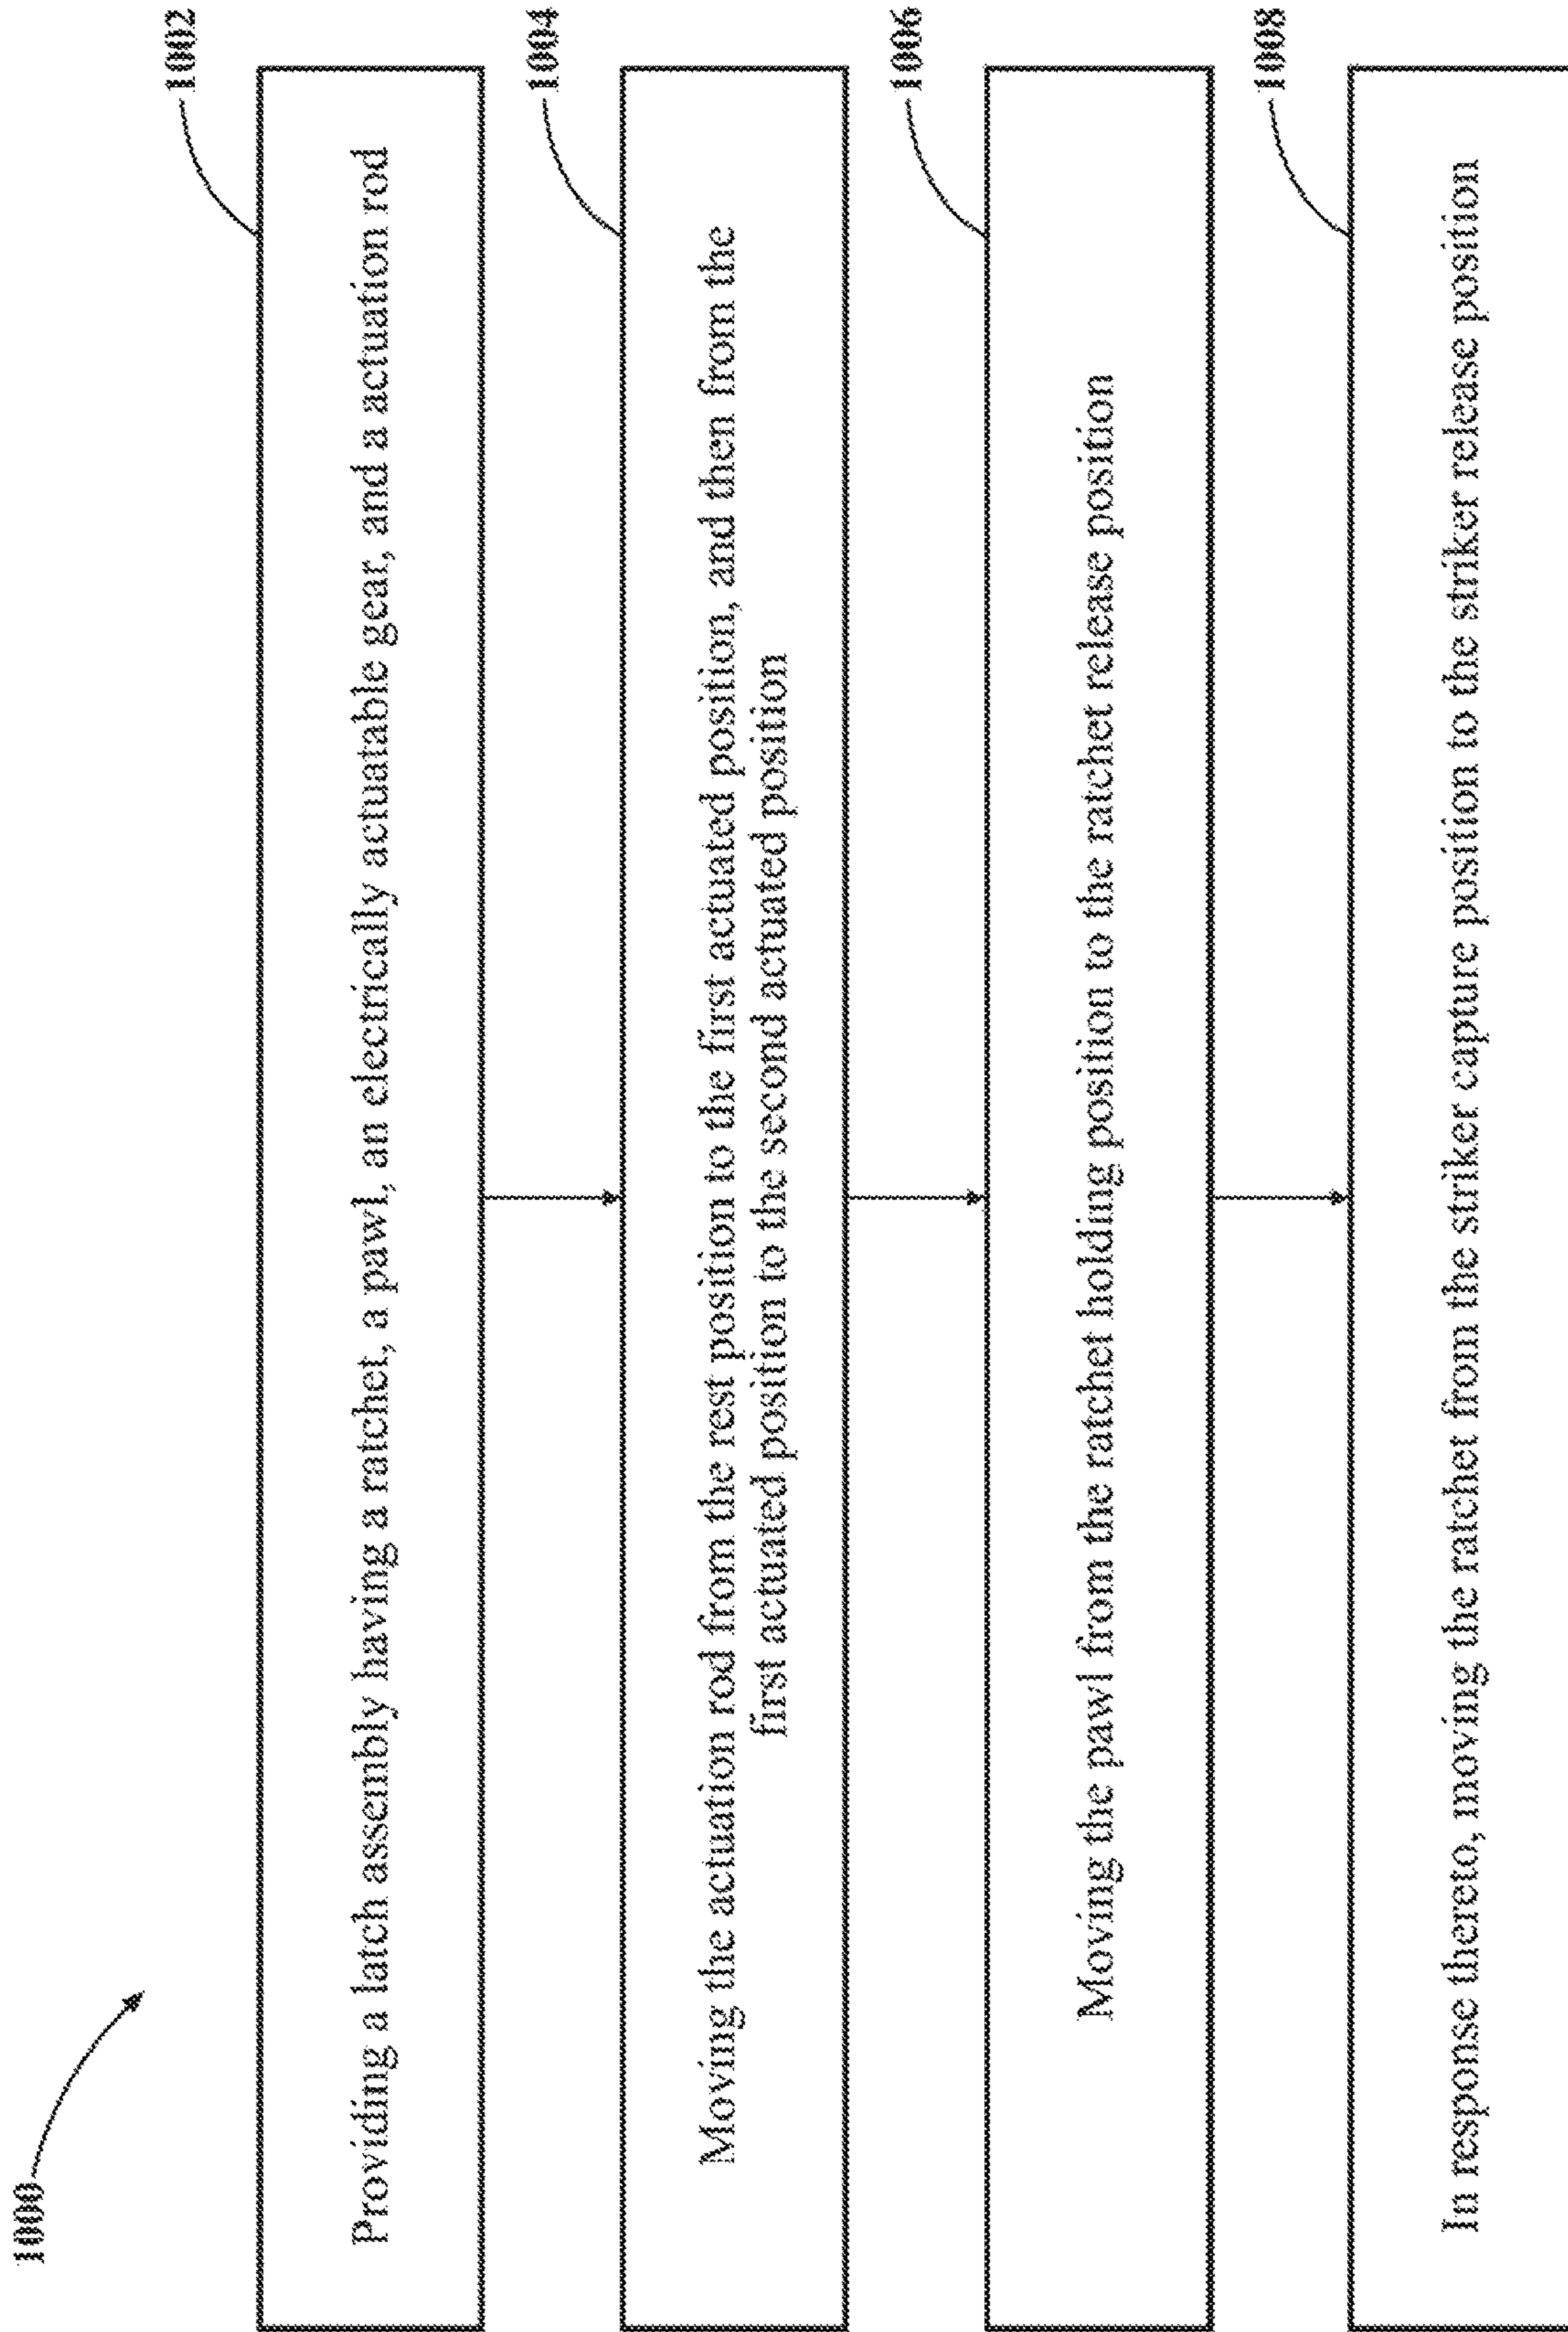 1000
1002
Providing a latch assembly having a ratchet, a pawl, an electrically actuatable gear, and a actuation rod
1004
Moving the actuation rod from the rest position to the first actuated position, and then from the
first actuated position to the second actuated position
1006
Moving the pawl from the ratchet holding position to the ratchet release position
1008
In response thereto, moving the ratchet from the striker capture position to the striker release position